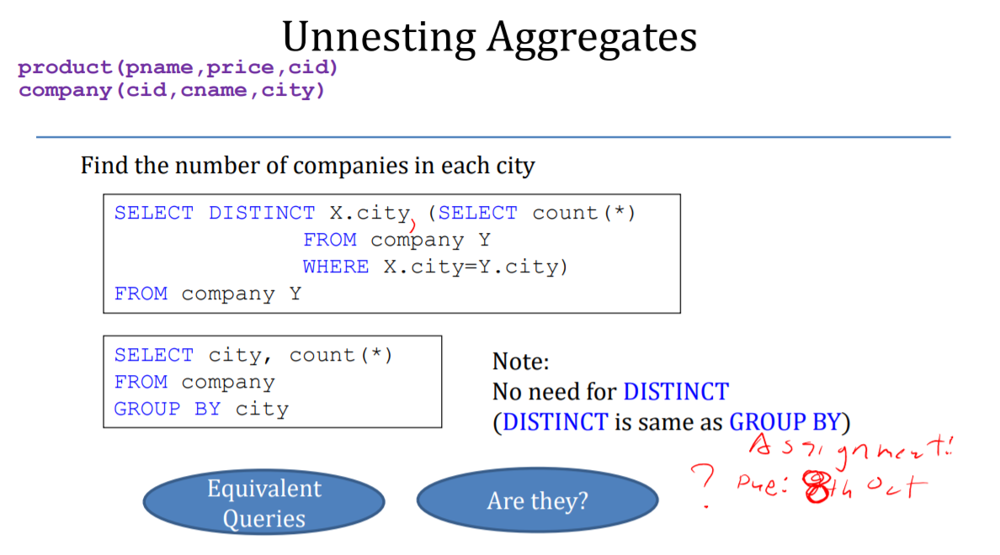 Unnesting Aggregates
product(pname,price,cid)
company(cid,cname,city)
Find the number of companies in each city
SELECT DISTINCT X.city, (SELECT count(*)
FROM company Y
WHERE X.city=Y.city)
FROM company Y
SELECT city, count(*)
FROM company
GROUP BY city
Note:
No need for DISTINCT
(DISTINCT is same as GROUP BY)
Assignment!
? Due: 8th Oct
Equivalent
Queries
Are they?